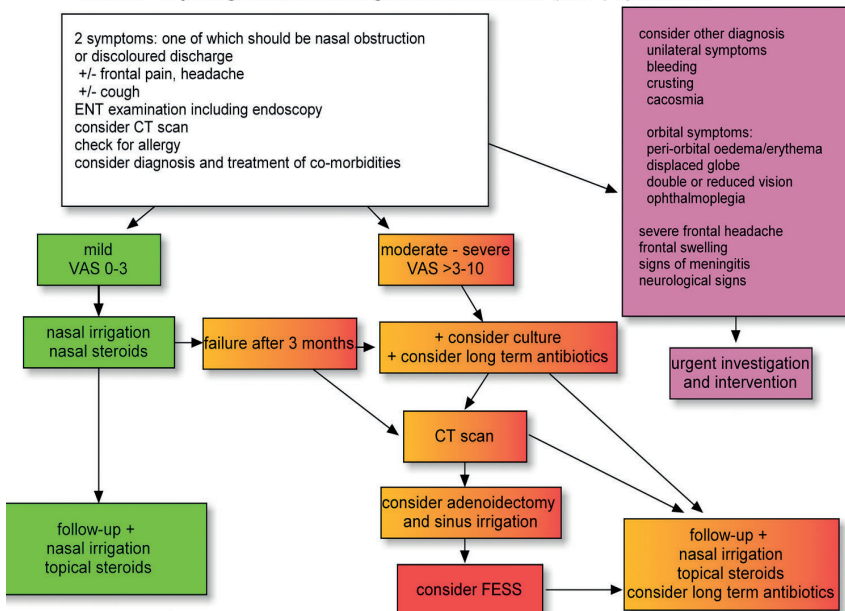 2 symptoms: one of which should be nasal obstruction
or discoloured discharge
+/- frontal pain, headache
+/- cough
ENT examination including endoscopy
consider CT scan
check for allergy
consider diagnosis and treatment of co-morbidities
consider other diagnosis
unilateral symptoms
bleeding
crusting
cacosmia
orbital symptoms:
peri-orbital oedema/erythema
displaced globe
double or reduced vision
ophthalmoplegia
severe frontal headache
frontal swelling
signs of meningitis
neurological signs
mild
VAS 0-3
moderate - severe
VAS >3-10
nasal irrigation
nasal steroids
failure after 3 months
+ consider culture
+ consider long term antibiotics
urgent investigation
and intervention
CT scan
consider adenoidectomy
and sinus irrigation
follow-up +
nasal irrigation
topical steroids
consider FESS
follow-up +
nasal irrigation
topical steroids
consider long term antibiotics